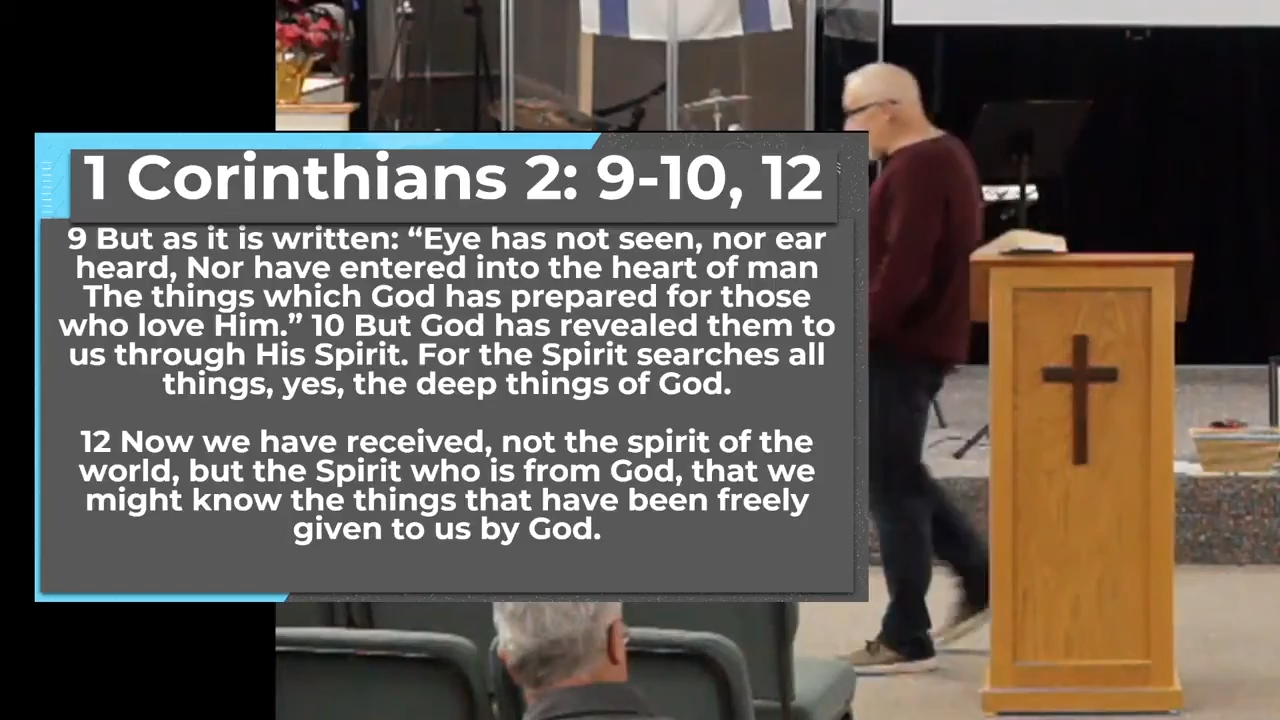 1 Corinthians 2: 9-10, 12
9 But as it is written: “Eye has not seen, nor ear
heard, Nor have entered into the heart of man
The things which God has prepared for those
who love Him.” 10 But God has revealed them to
us through His Spirit. For the Spirit searches all
things, yes, the deep things of God.
12 Now we have received, not the spirit of the
world, but the Spirit who is from God, that we
might know the things that have been freely
given to us by God.